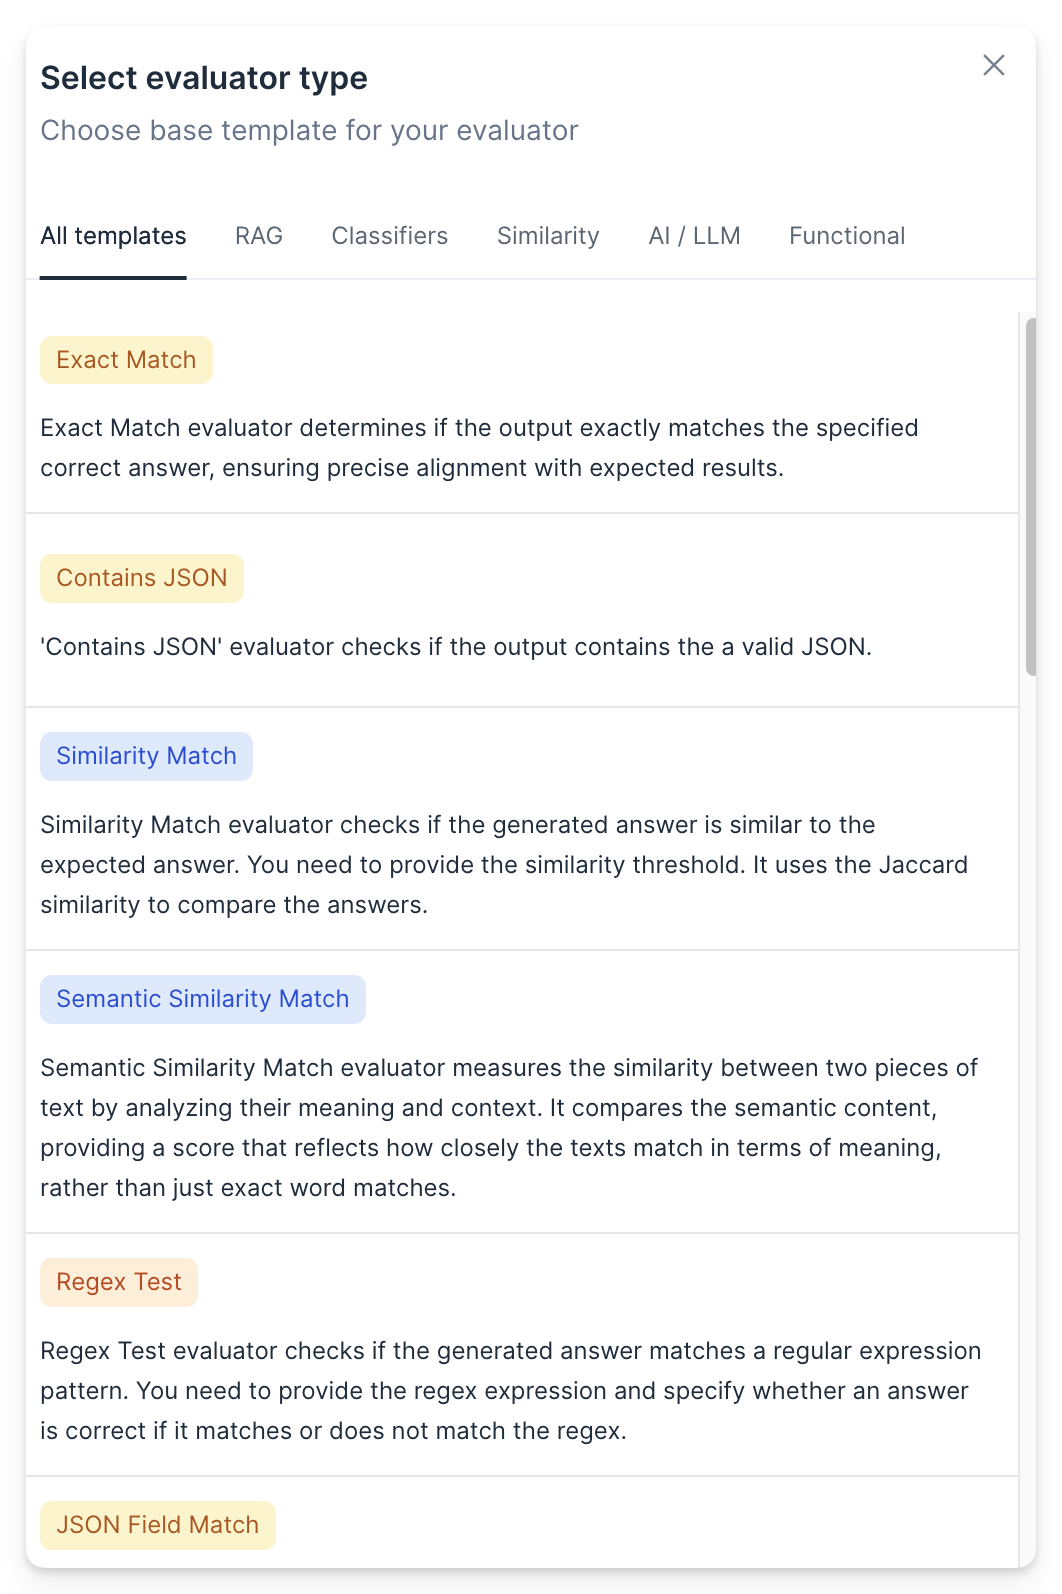 Select evaluator type
Choose base template for your evaluator
All templates RAG Classifiers Similarity AI / LLM Functional
Exact Match
Exact Match evaluator determines if the output exactly matches the specified
correct answer, ensuring precise alignment with expected results.
Contains JSON
'Contains JSON' evaluator checks if the output contains the a valid JSON.
Similarity Match
Similarity Match evaluator checks if the generated answer is similar to the
expected answer. You need to provide the similarity threshold. It uses the Jaccard
similarity to compare the answers.
Semantic Similarity Match
Semantic Similarity Match evaluator measures the similarity between two pieces of
text by analyzing their meaning and context. It compares the semantic content,
providing a score that reflects how closely the texts match in terms of meaning,
rather than just exact word matches.
Regex Test
Regex Test evaluator checks if the generated answer matches a regular expression
pattern. You need to provide the regex expression and specify whether an answer
is correct if it matches or does not match the regex.
JSON Field Match